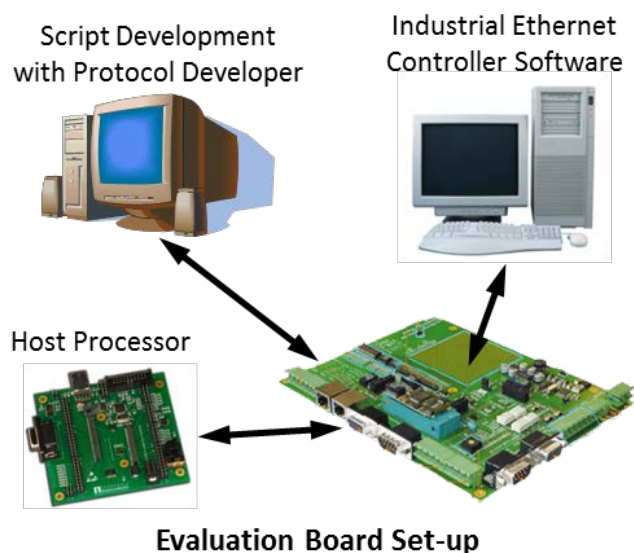 Script Development
with Protocol Developer
Industrial Ethernet
Controller Software
Host Processor
Evaluation Board Set-up